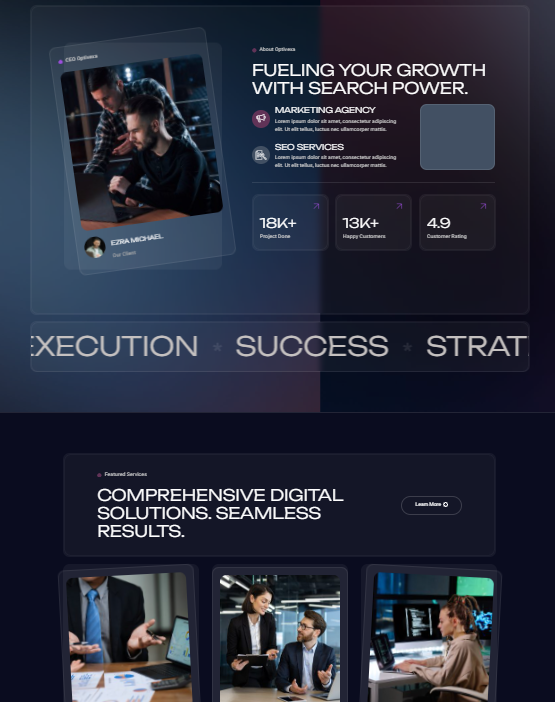 CEO Optivexa
EZRA MICHAEL
Our Client
About Optivexa
FUELING YOUR GROWTH
WITH SEARCH POWER.
MARKETING AGENCY
Lorem ipsum dolor sit amet, consectetur adipiscing
elit. Ut elit tellus, luctus nec ullamcorper mattis.
SEO SERVICES
Lorem ipsum dolor sit amet, consectetur adipiscing
elit. Ut elit tellus, luctus nec ullamcorper mattis.
18K+
Project Done
13K+
Happy Customers
4.9
Customer Rating
EXECUTION * SUCCESS * STRAT
Featured Services
COMPREHENSIVE DIGITAL
SOLUTIONS. SEAMLESS
RESULTS.
Learn More